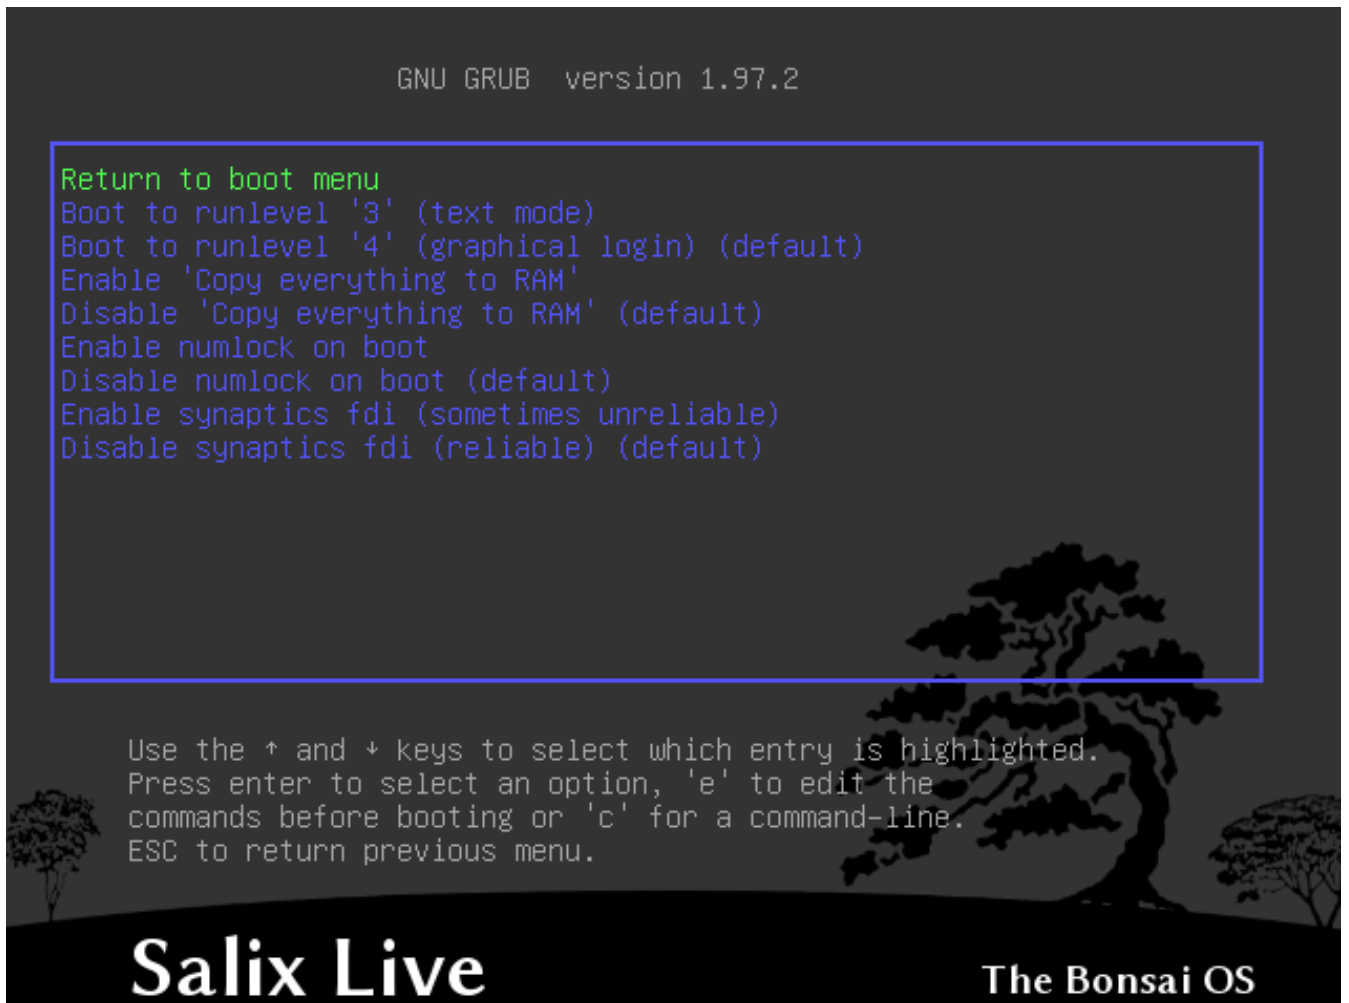 GNU GRUB  version 1.97.2
Return to boot menu
Boot to runlevel '3' (text mode)
Boot to runlevel '4' (graphical login) (default)
Enable 'Copy everything to RAM'
Disable 'Copy everything to RAM' (default)
Enable numlock on boot
Disable numlock on boot (default)
Enable synaptics fdi (sometimes unreliable)
Disable synaptics fdi (reliable) (default)
Use the ↑ and ↓ keys to select which entry is highlighted.
Press enter to select an option, 'e' to edit the
commands before booting or 'c' for a command-line.
ESC to return previous menu.
Salix Live
The Bonsai OS